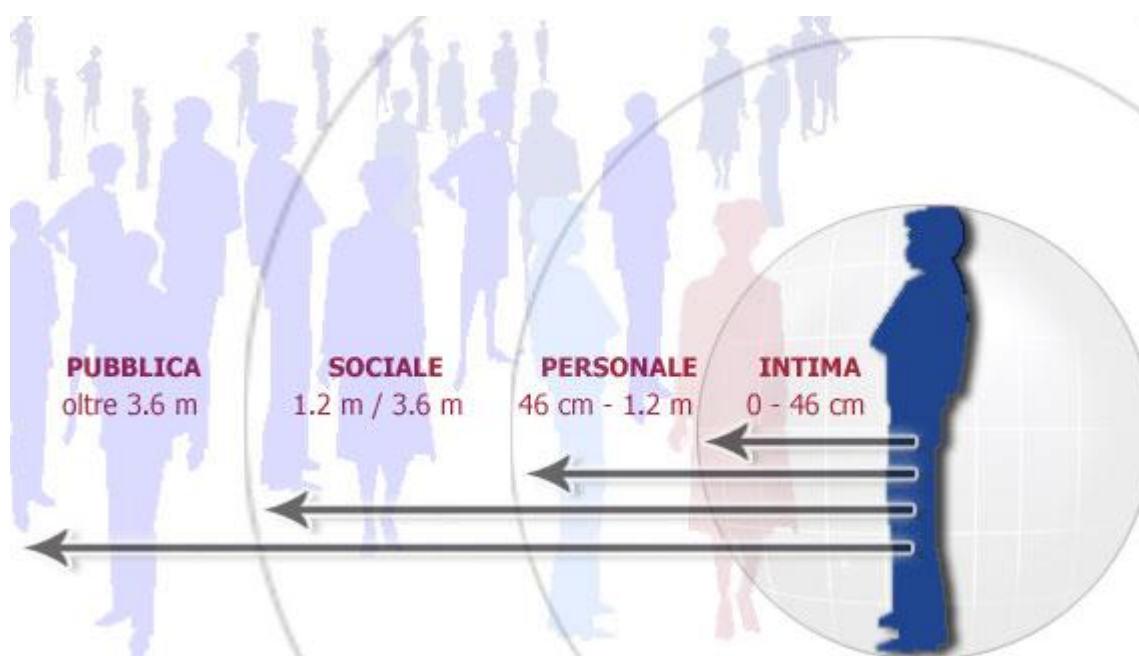 PUBBLICA
oltre 3.6 m
SOCIALE
1.2 m / 3.6 m
PERSONALE
46 cm - 1.2 m
INTIMA
0 - 46 cm